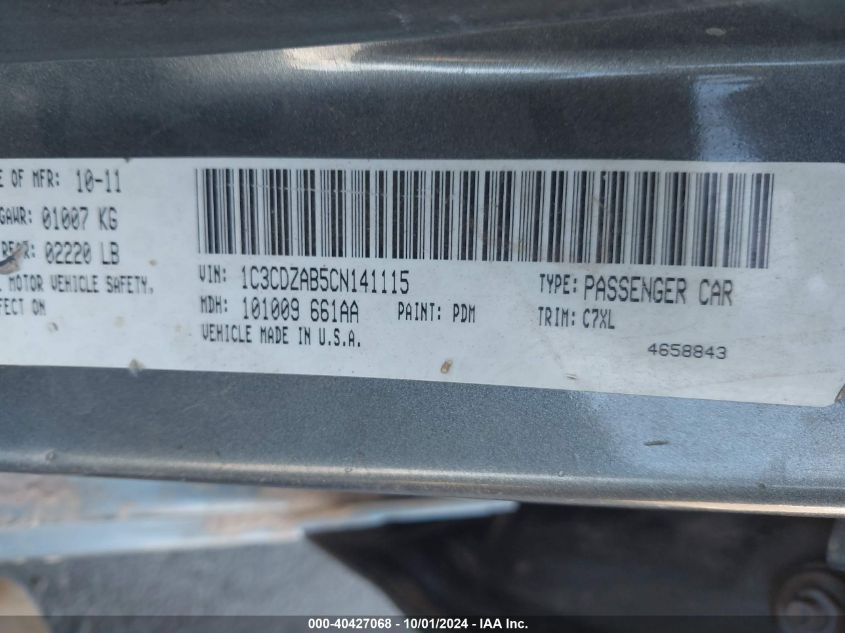 E OF MFR: 10-11
GAWR: 01007 KG
02220 LB
MOTOR VEHICLE SAFETY,
FECT ON
VIN: 1C3CDZAB5CN141115
TYPE: PASSENGER CAR
MDH: 101009 661AA PAINT: PDM
TRIM: C7XL
VEHICLE MADE IN U.S.A.
4658843
000-40427068 - 10/01/2024 - IAA Inc.